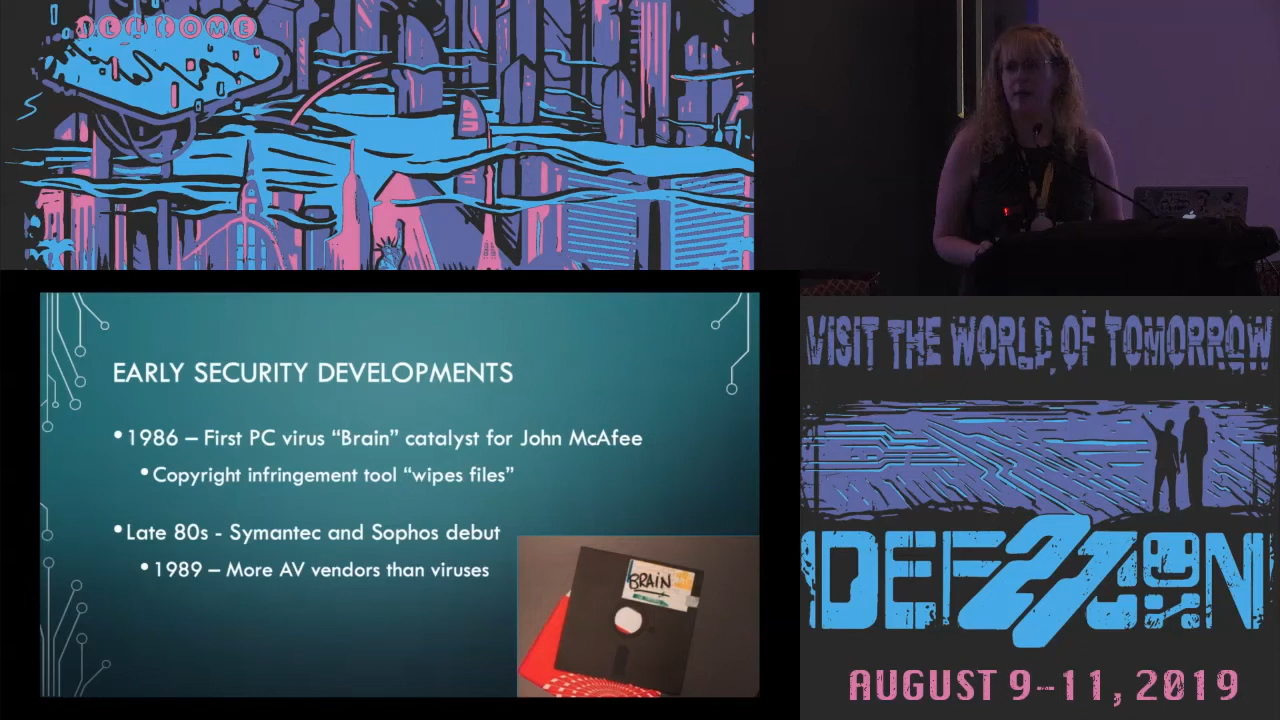 WELCOME
EARLY SECURITY DEVELOPMENTS
•1986 – First PC virus “Brain” catalyst for John McAfee
•Copyright infringement tool “wipes files”
•Late 80s - Symantec and Sophos debut
•1989 – More AV vendors than viruses
BRAIN
VISIT THE WORLD OF TOMORROW
DEF 27 CON
AUGUST 9-11, 2019